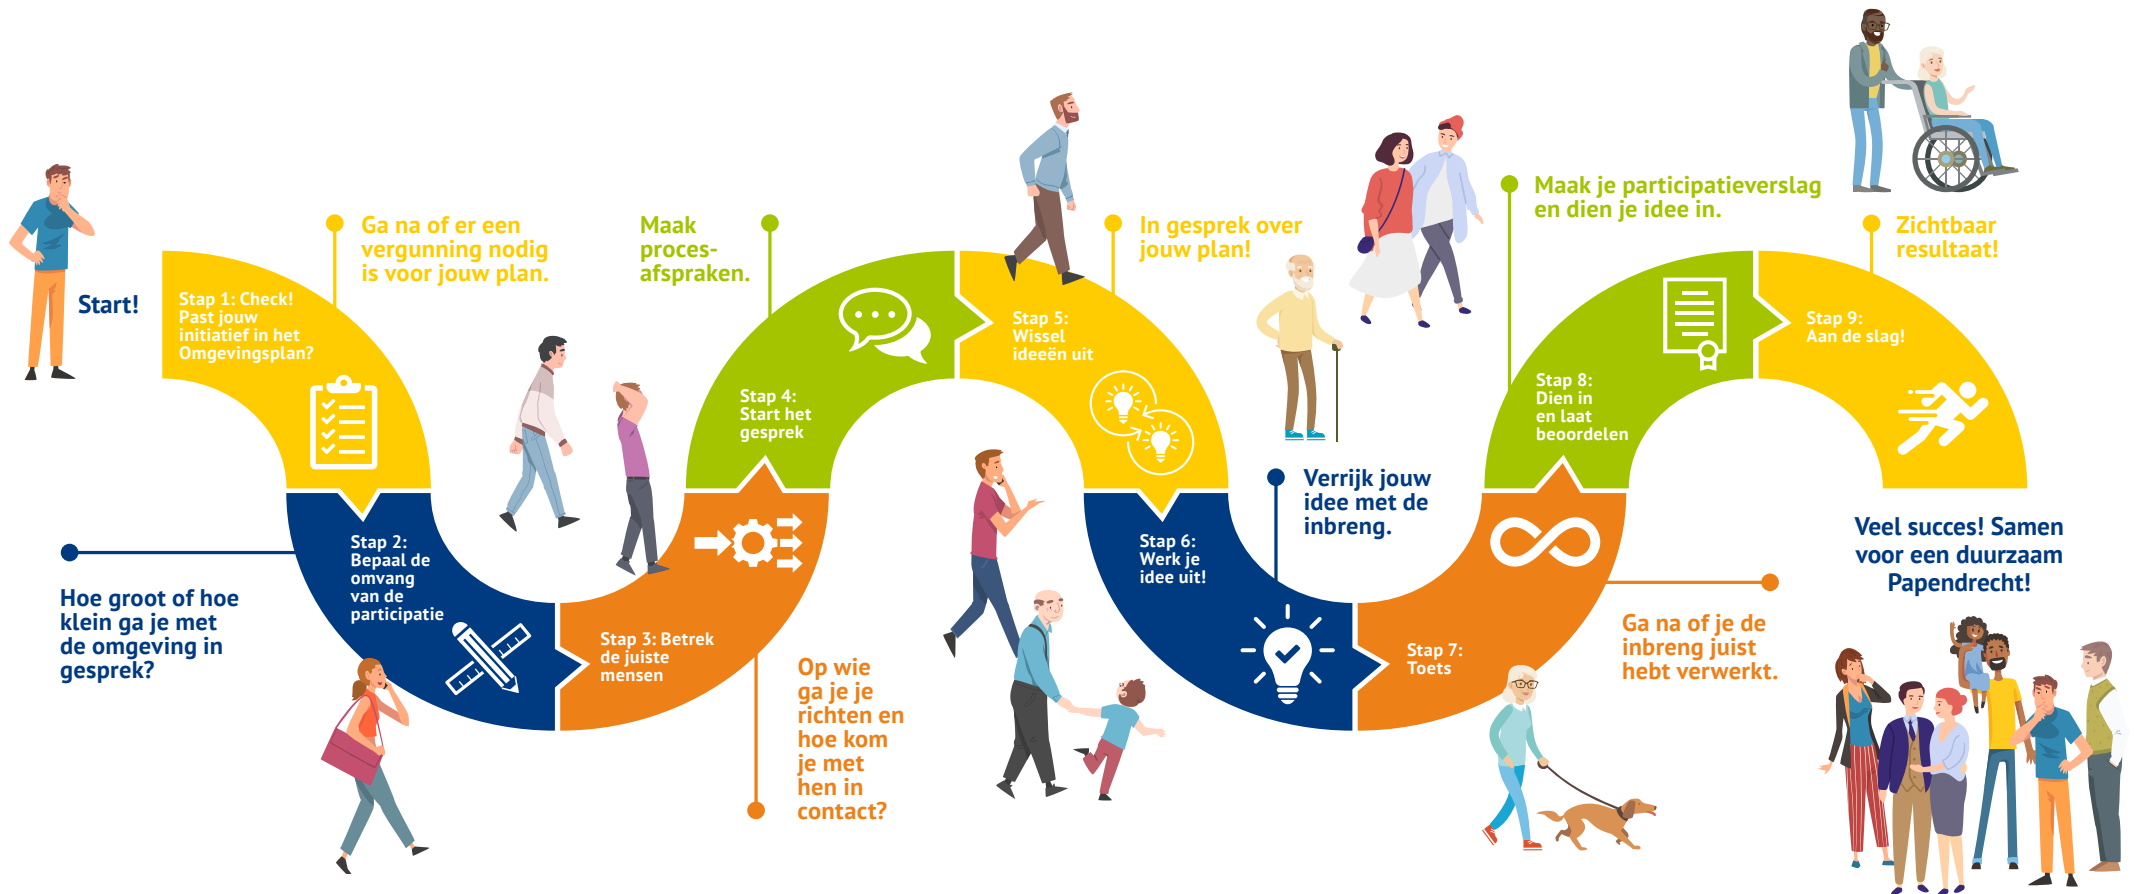 Start!
Stap 1: Check!
Past jouw
initiatief in het
Omgevingsplan?
Ga na of er een
vergunning nodig
is voor jouw plan.
Stap 2:
Bepaal de
omvang
van de
participatie
Hoe groot of hoe
klein ga je met
de omgeving in
gesprek?
Stap 3: Betrek
de juiste
mensen
Op wie
ga je je
richten en
hoe kom
je met
hen in
contact?
Stap 4:
Start het
gesprek
Maak
proces-
afspraken.
Stap 5:
Wissel
ideeën uit
In gesprek over
jouw plan!
Stap 6:
Werk je
idee uit!
Verrijk jouw
idee met de
inbreng.
Stap 7:
Toets
Ga na of je de
inbreng juist
hebt verwerkt.
Stap 8:
Dien in
en laat
beoordelen
Maak je participatieverslag
en dien je idee in.
Stap 9:
Aan de slag!
Zichtbaar
resultaat!
Veel succes! Samen
voor een duurzaam
Papendrecht!